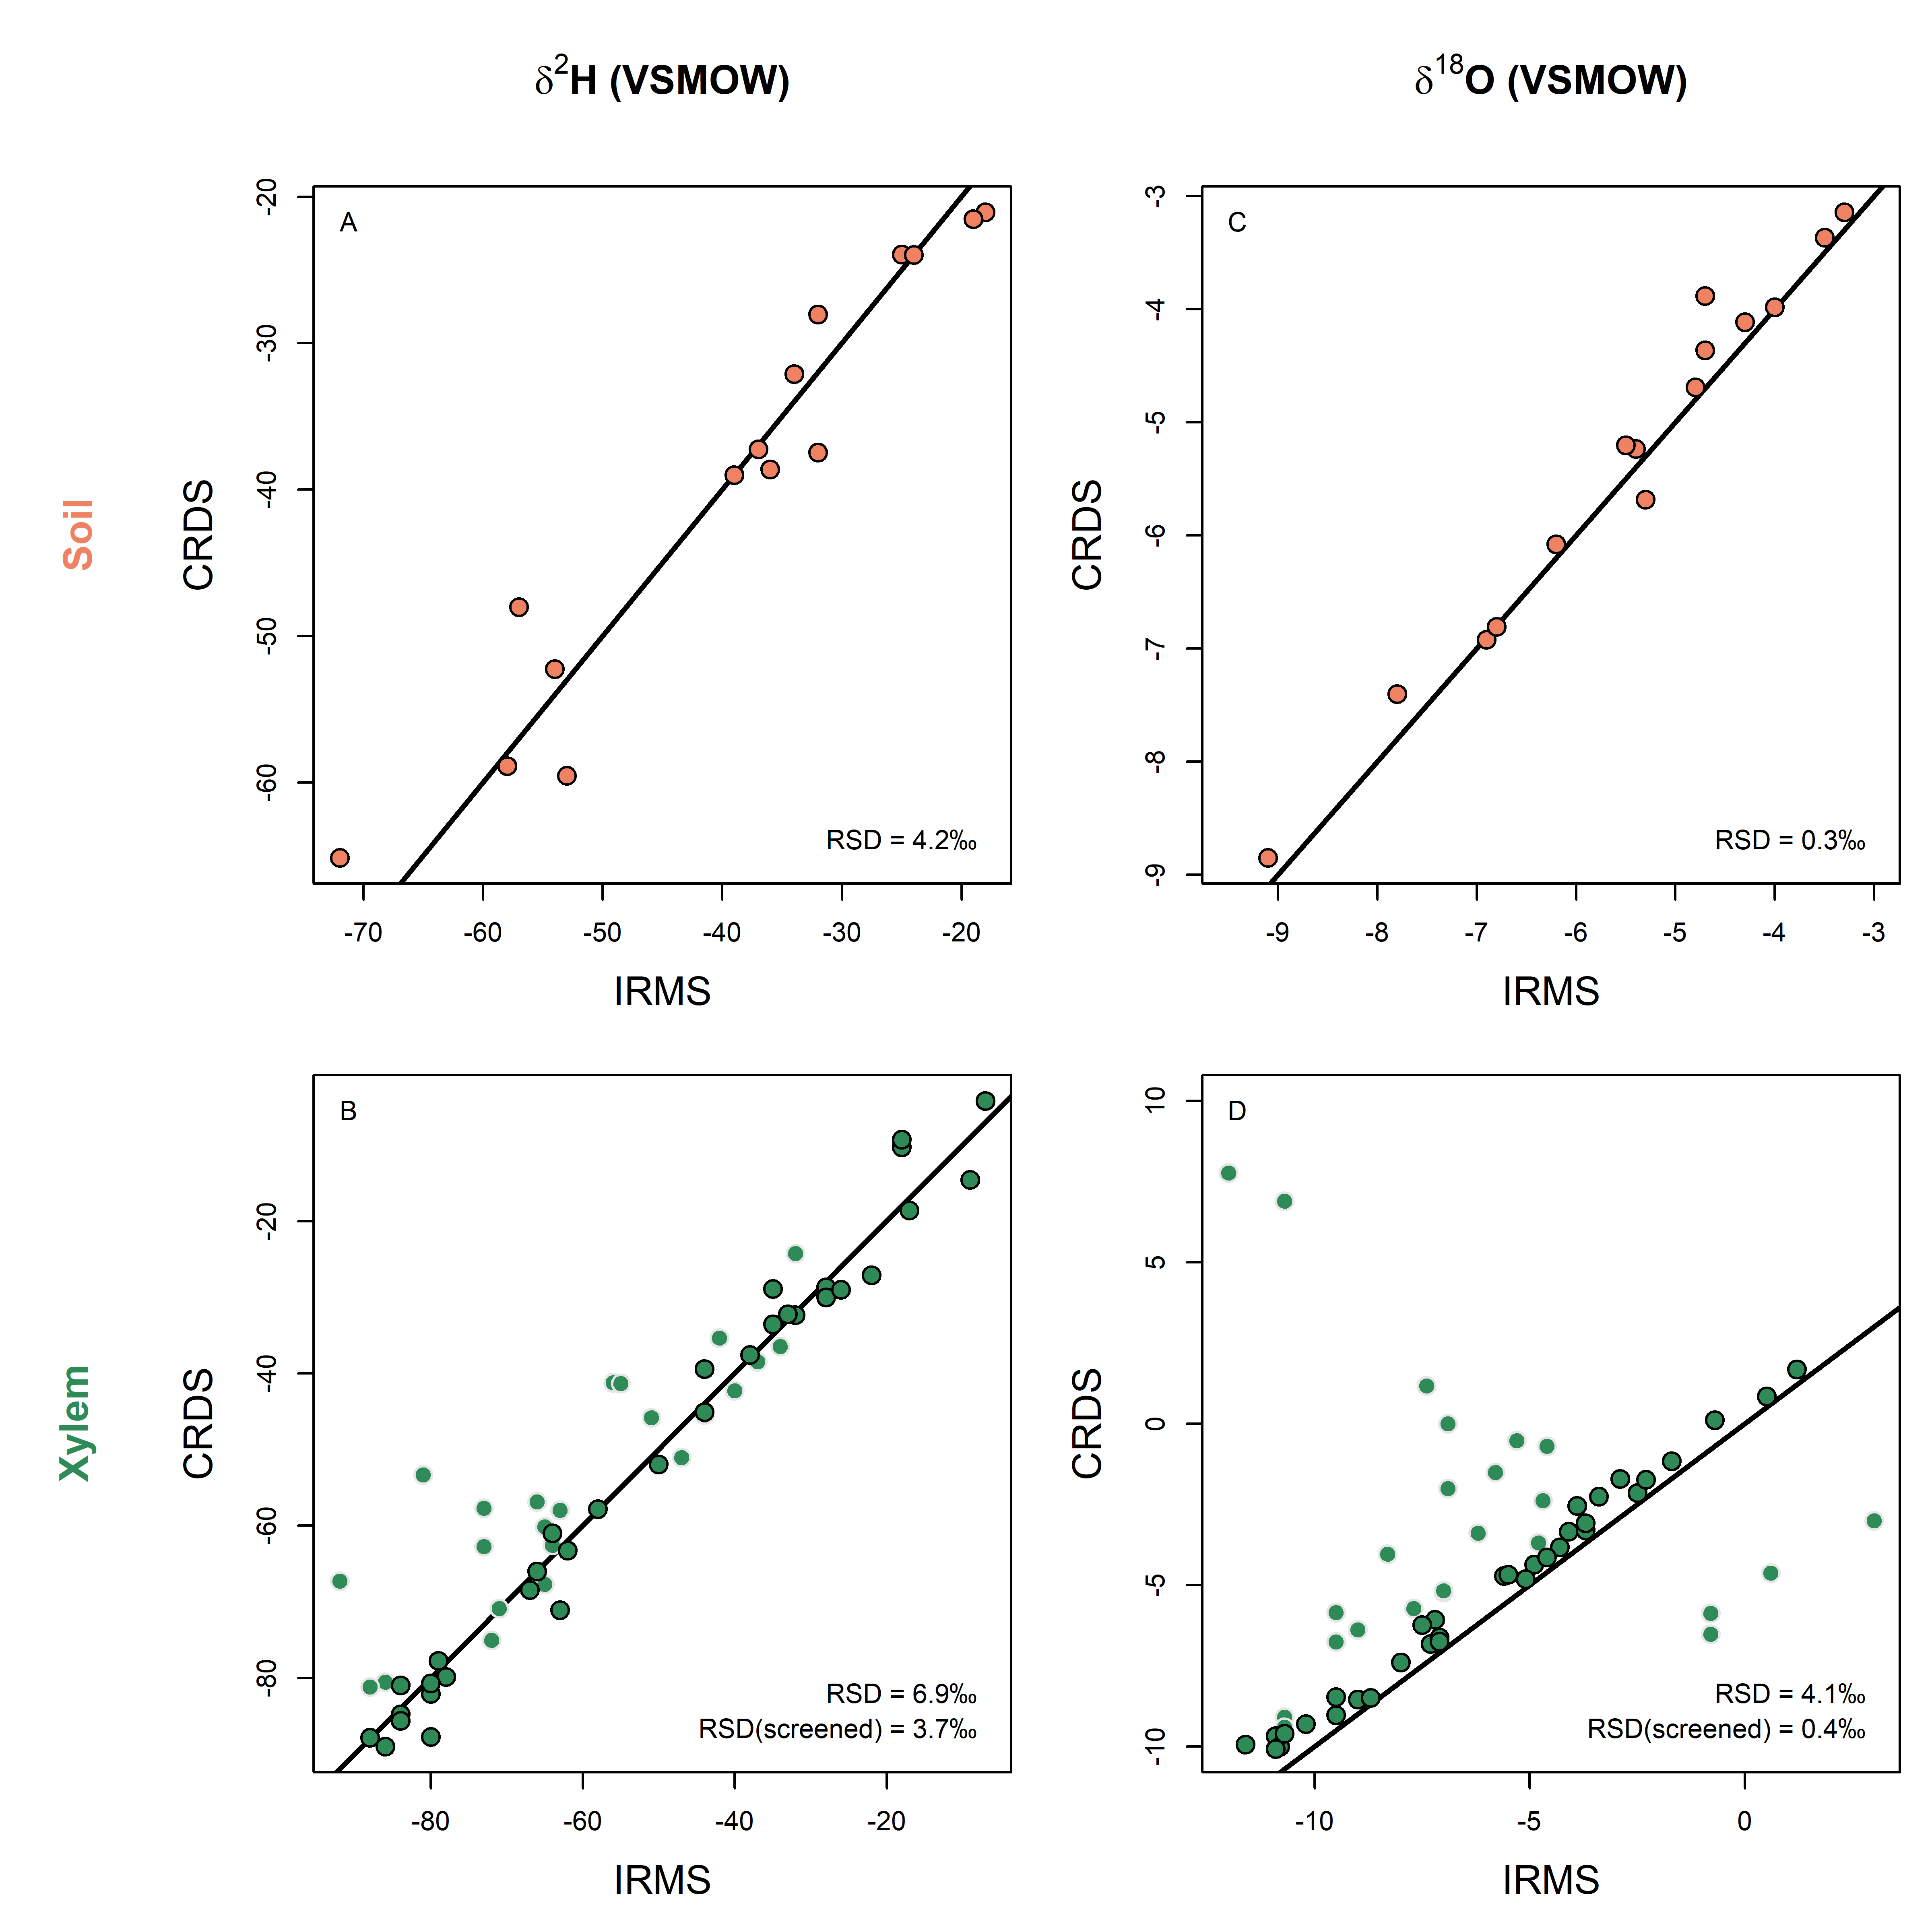 δ²H (VSMOW)
δ¹⁸O (VSMOW)
Soil
A
CRDS
-20
-30
-40
-50
-60
RSD = 4.2‰
-70 -60 -50 -40 -30 -20
IRMS
C
CRDS
-3
-4
-5
-6
-7
-8
-9
RSD = 0.3‰
-9 -8 -7 -6 -5 -4 -3
IRMS
Xylem
B
CRDS
-20
-40
-60
-80
RSD = 6.9‰
RSD(screened) = 3.7‰
-80 -60 -40 -20
IRMS
D
CRDS
10
5
0
-5
-10
RSD = 4.1‰
RSD(screened) = 0.4‰
-10 -5 0
IRMS